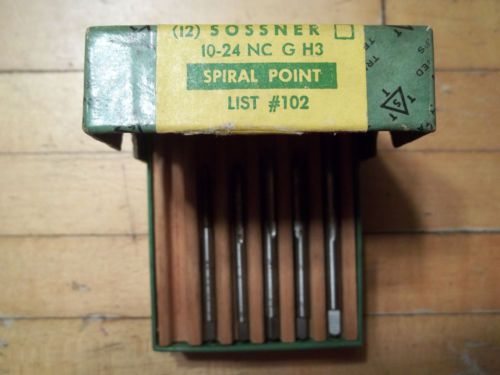 (12) SOSSNER
10-24 NC G H3
SPIRAL POINT
LIST #102
T S T